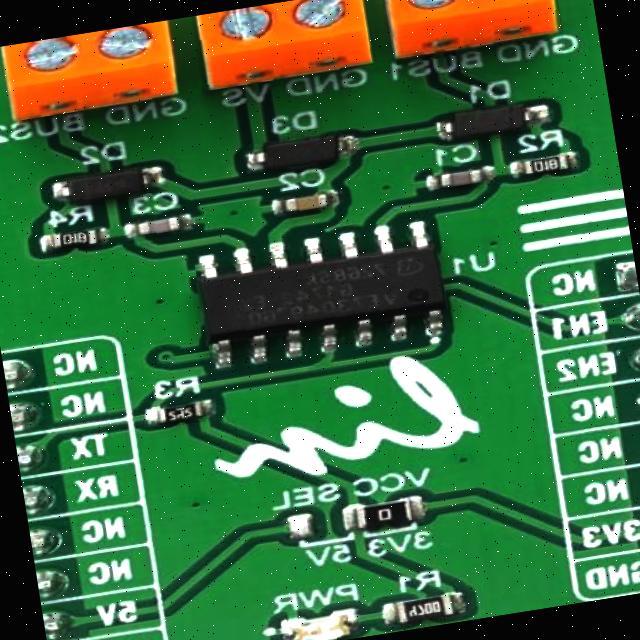 GND BUS1
GND VS
GND BUS2
D1
D3
D2
R2
C1
C2
C3
R4
R3
U1
NC
EN1
EN2
NC
NC
NC
3V3
GND
NC
NC
TX
RX
NC
NC
5V
lin
VCC SEL
3V3 5V
0
PWR
R1